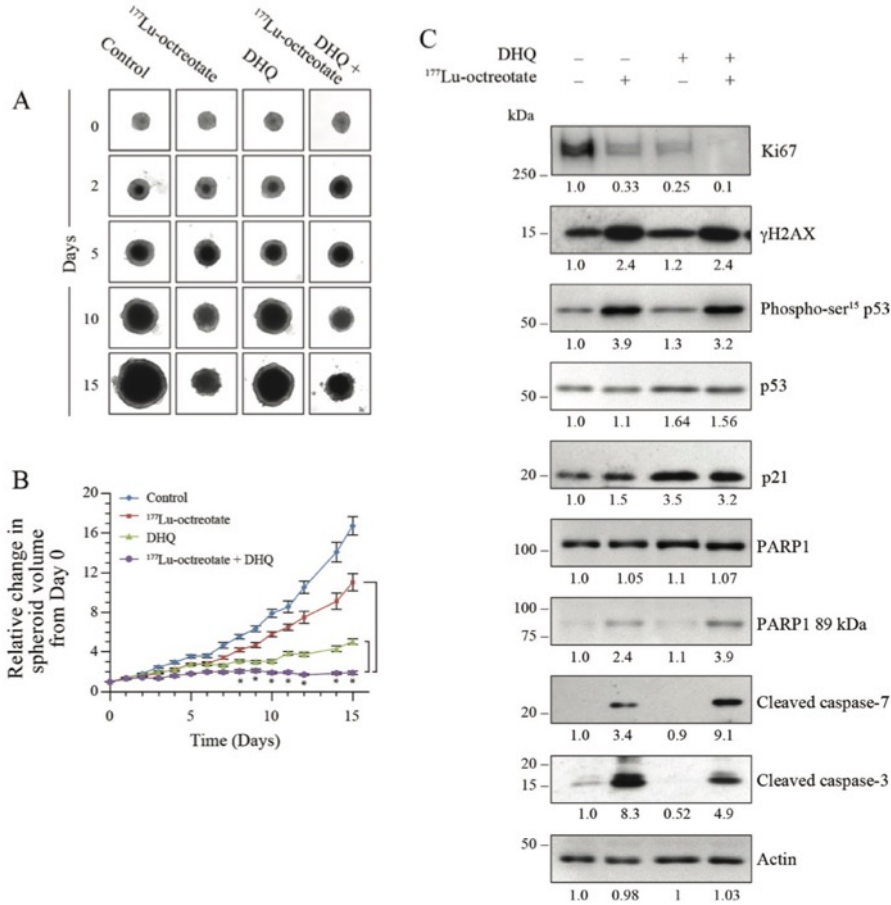 A
Control
¹⁷⁷Lu-octreotate
DHQ
¹⁷⁷Lu-octreotate
DHQ +
Days
0
2
5
10
15
B
Relative change in
spheroid volume
from Day 0
20
16
12
8
4
0
Control
¹⁷⁷Lu-octreotate
DHQ
¹⁷⁷Lu-octreotate + DHQ
* * * * * * *
0 5 10 15
Time (Days)
C
DHQ – – + +
¹⁷⁷Lu-octreotate – + – +
kDa
250
Ki67
1.0 0.33 0.25 0.1
15
γH2AX
1.0 2.4 1.2 2.4
50
Phospho-ser¹⁵ p53
1.0 3.9 1.3 3.2
50
p53
1.0 1.1 1.64 1.56
20
p21
1.0 1.5 3.5 3.2
100
PARP1
1.0 1.05 1.1 1.07
100
75
PARP1 89 kDa
1.0 2.4 1.1 3.9
20
Cleaved caspase-7
1.0 3.4 0.9 9.1
20
15
Cleaved caspase-3
1.0 8.3 0.52 4.9
50
Actin
1.0 0.98 1 1.03